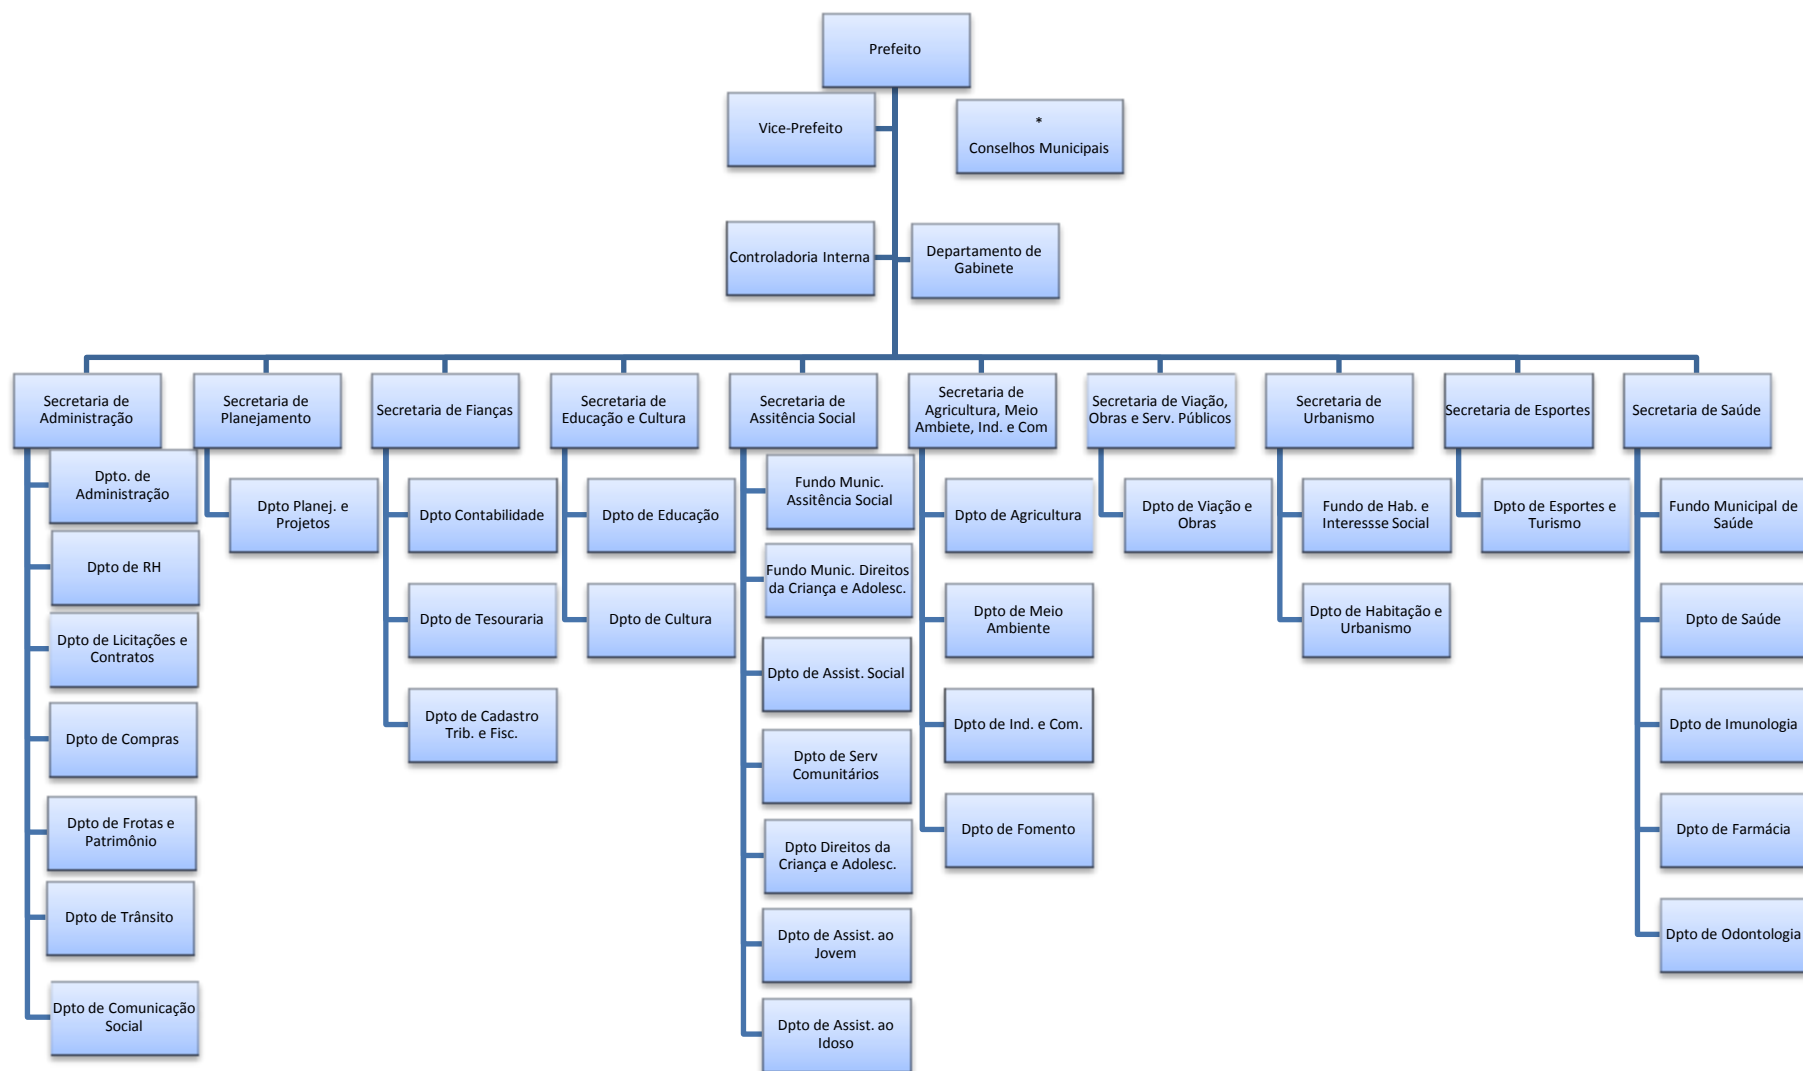 Prefeito
Vice-Prefeito
*
Conselhos Municipais
Controladoria Interna
Departamento de
Gabinete
Secretaria de
Administração
Secretaria de
Planejamento
Secretaria de Fianças
Secretaria de
Educação e Cultura
Secretaria de
Assitência Social
Secretaria de
Agricultura, Meio
Ambiete, Ind. e Com
Secretaria de Viação,
Obras e Serv. Públicos
Secretaria de
Urbanismo
Secretaria de Esportes
Secretaria de Saúde
Dpto. de
Administração
Dpto de RH
Dpto de Licitações e
Contratos
Dpto de Compras
Dpto de Frotas e
Patrimônio
Dpto de Trânsito
Dpto de Comunicação
Social
Dpto Planej. e
Projetos
Dpto Contabilidade
Dpto de Tesouraria
Dpto de Cadastro
Trib. e Fisc.
Dpto de Educação
Dpto de Cultura
Fundo Munic.
Assitência Social
Fundo Munic. Direitos
da Criança e Adolesc.
Dpto de Assist. Social
Dpto de Serv
Comunitários
Dpto Direitos da
Criança e Adolesc.
Dpto de Assist. ao
Jovem
Dpto de Assist. ao
Idoso
Dpto de Agricultura
Dpto de Meio
Ambiente
Dpto de Ind. e Com.
Dpto de Fomento
Dpto de Viação e
Obras
Fundo de Hab. e
Interessse Social
Dpto de Habitação e
Urbanismo
Dpto de Esportes e
Turismo
Fundo Municipal de
Saúde
Dpto de Saúde
Dpto de Imunologia
Dpto de Farmácia
Dpto de Odontologia